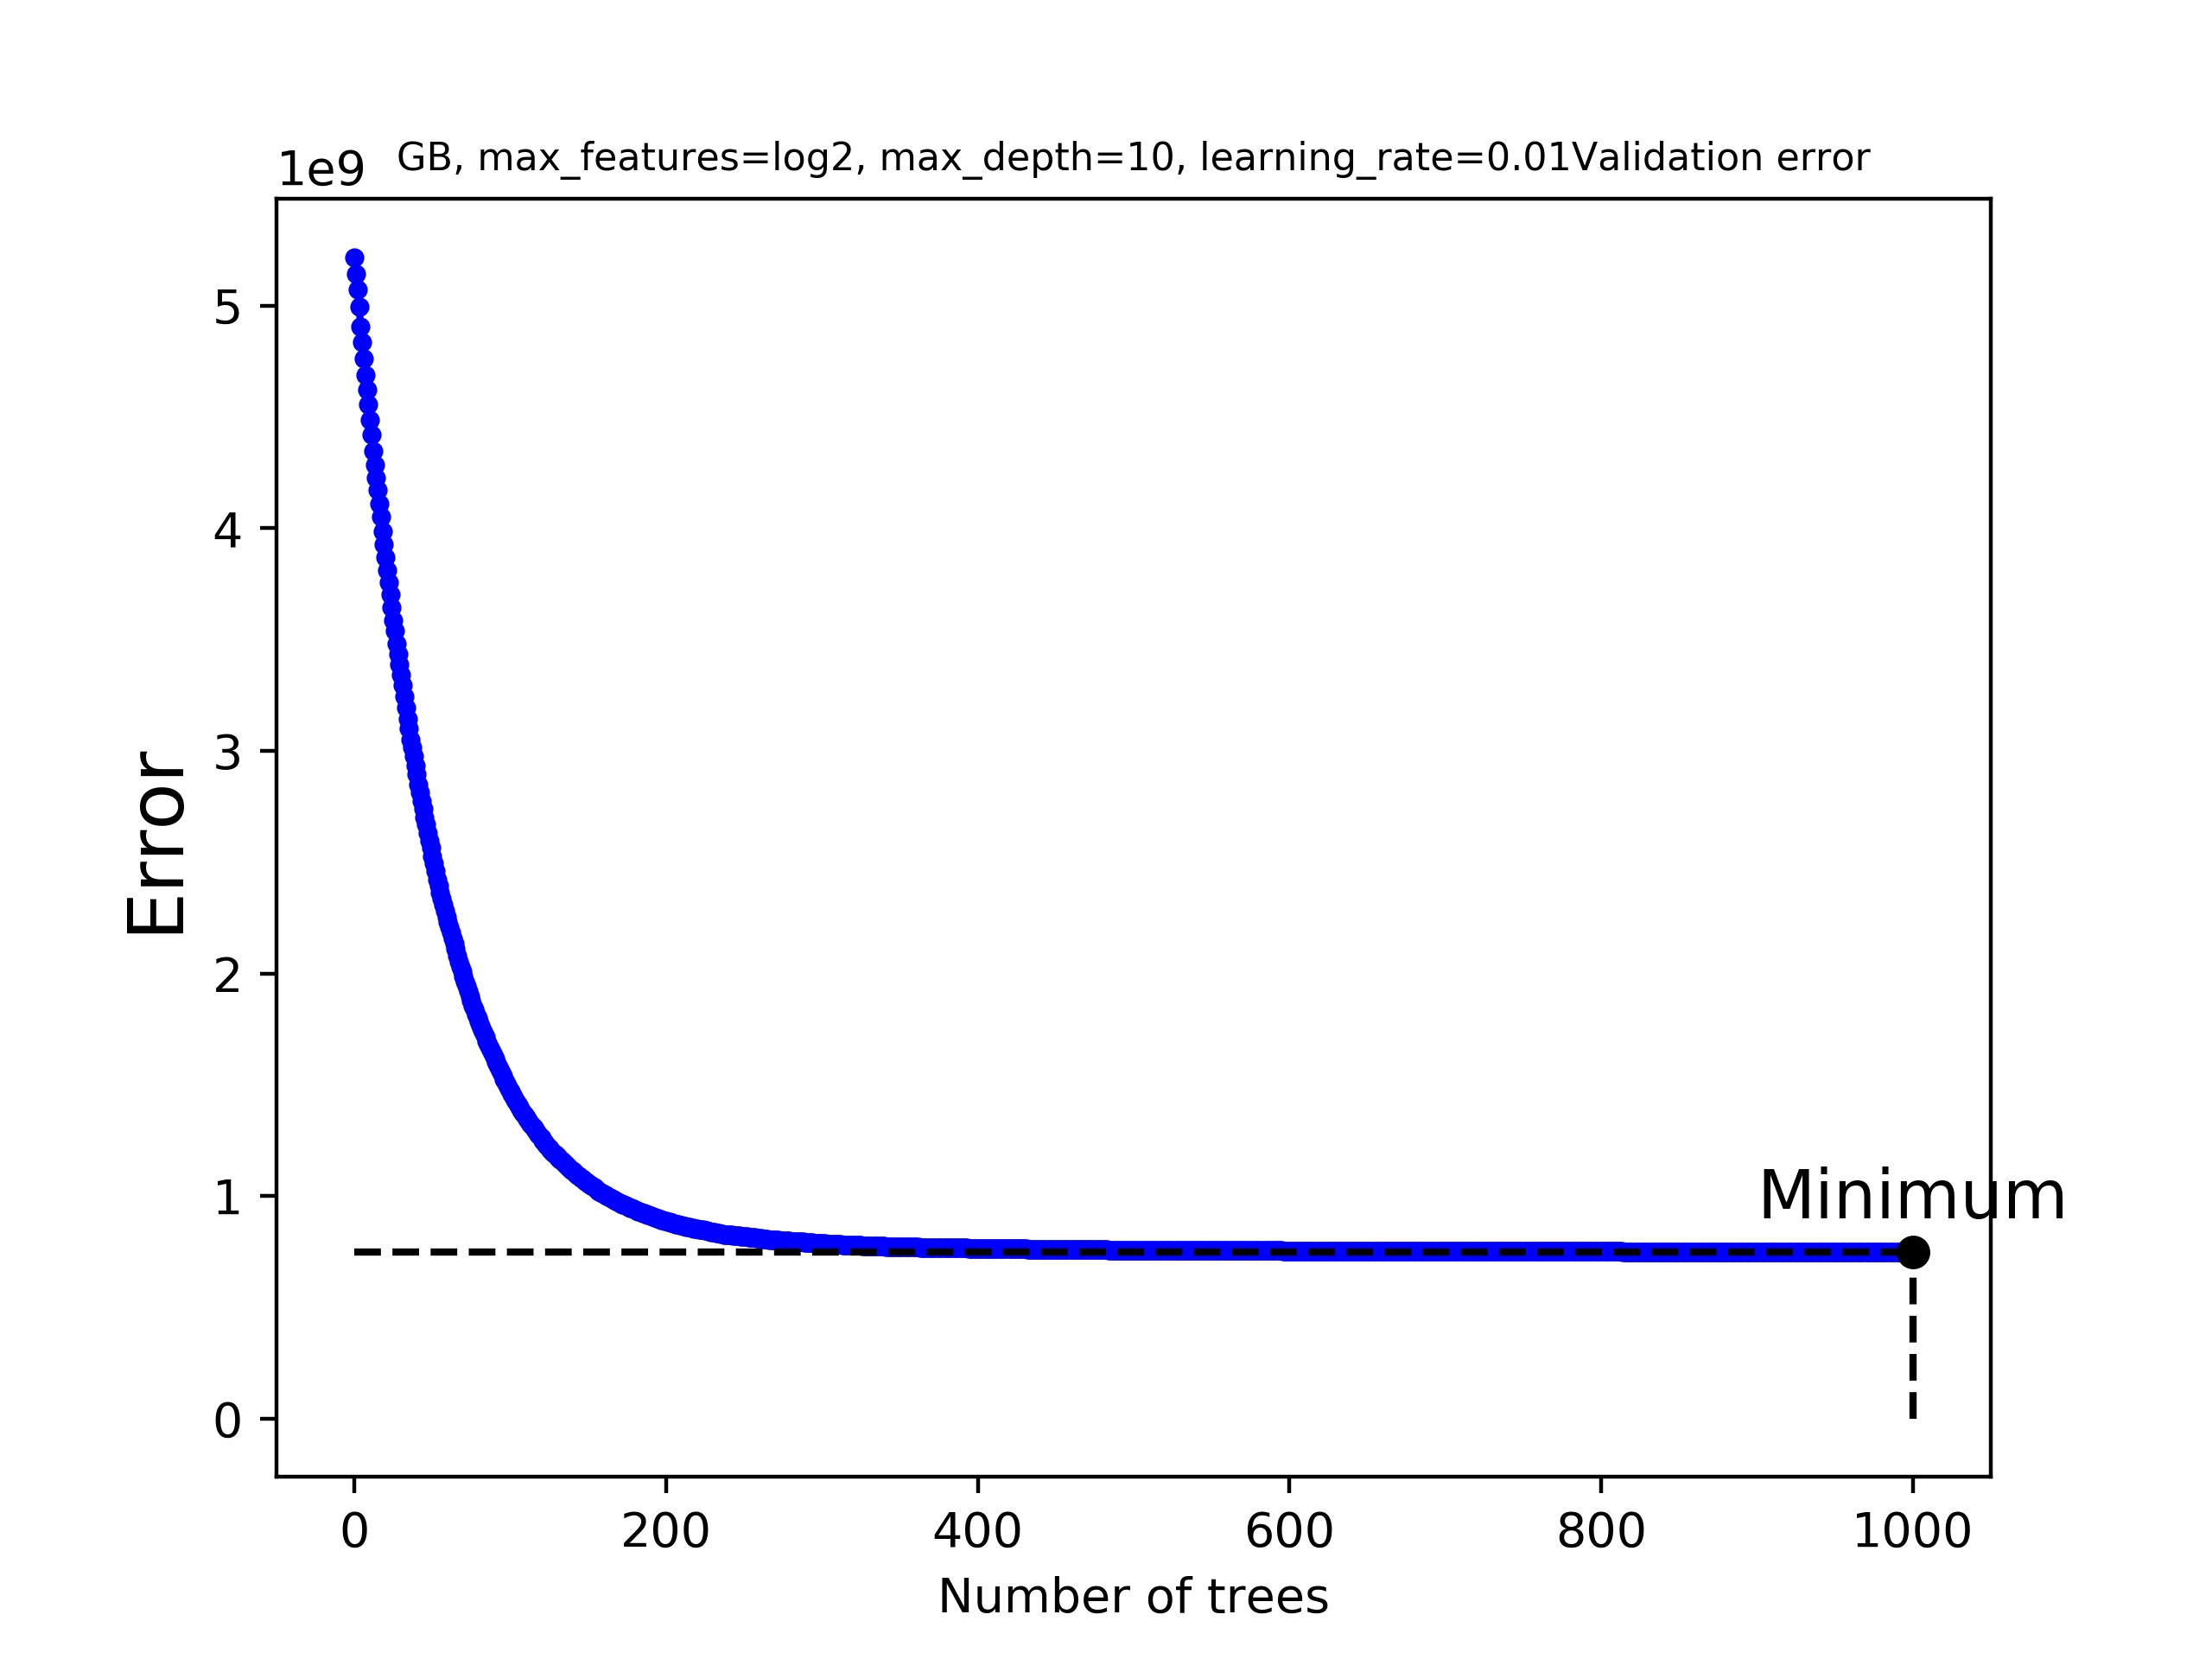 GB, max_features=log2, max_depth=10, learning_rate=0.01Validation error
1e9
5
4
3
2
1
0
Error
Minimum
0 200 400 600 800 1000
Number of trees